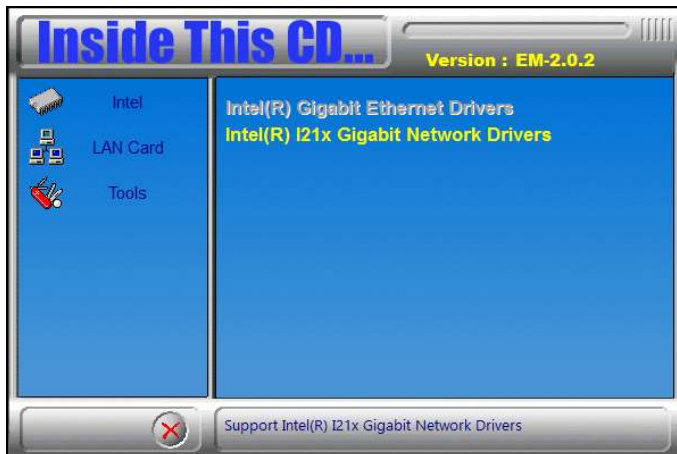 Inside This CD...
Version : EM-2.0.2
Intel
LAN Card
Tools
Intel(R) Gigabit Ethernet Drivers
Intel(R) I21x Gigabit Network Drivers
Support Intel(R) I21x Gigabit Network Drivers